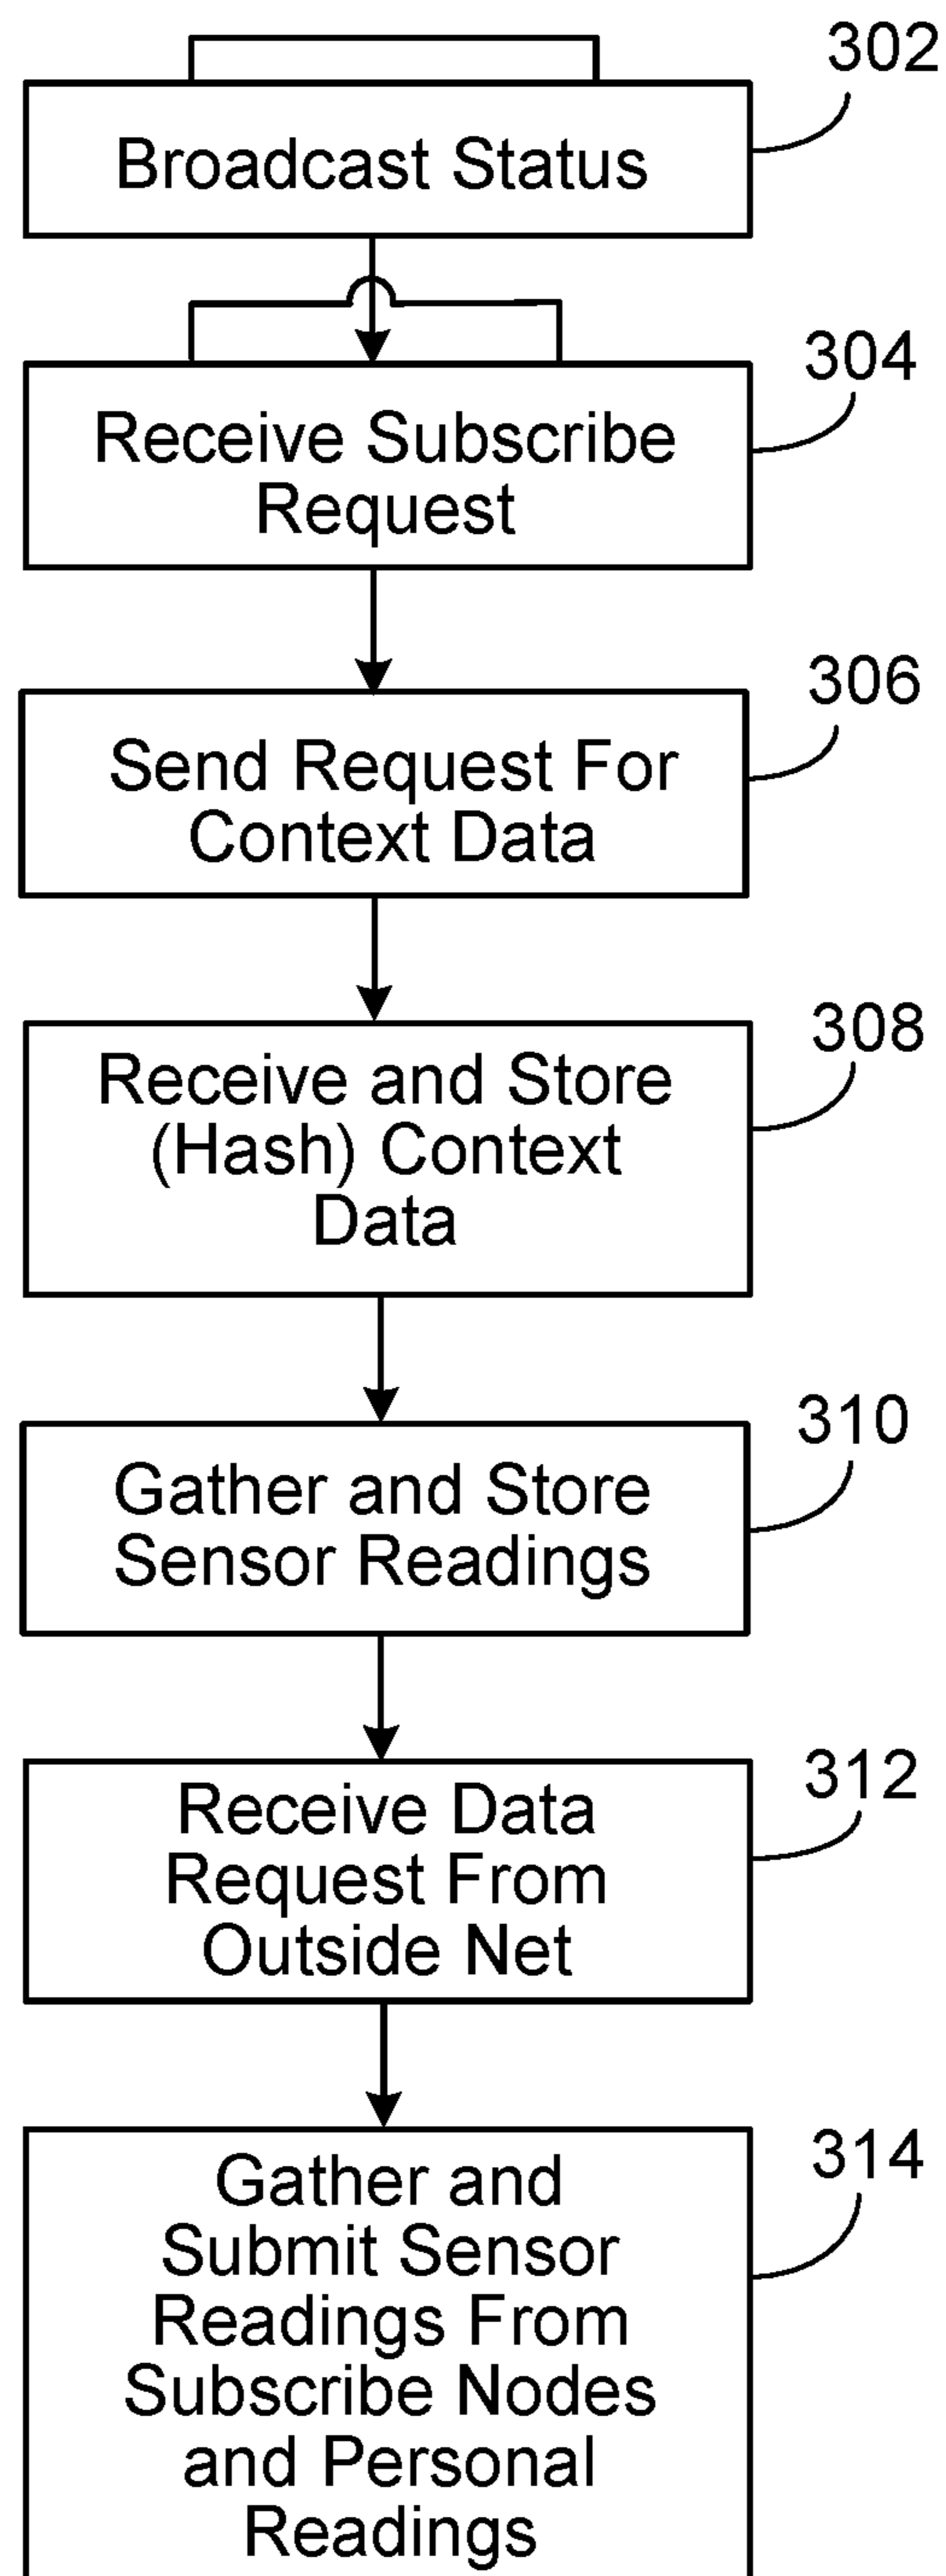 302
Broadcast Status
304
Receive Subscribe
Request
306
Send Request For
Context Data
308
Receive and Store
(Hash) Context
Data
310
Gather and Store
Sensor Readings
312
Receive Data
Request From
Outside Net
314
Gather and
Submit Sensor
Readings From
Subscribe Nodes
and Personal
Readings